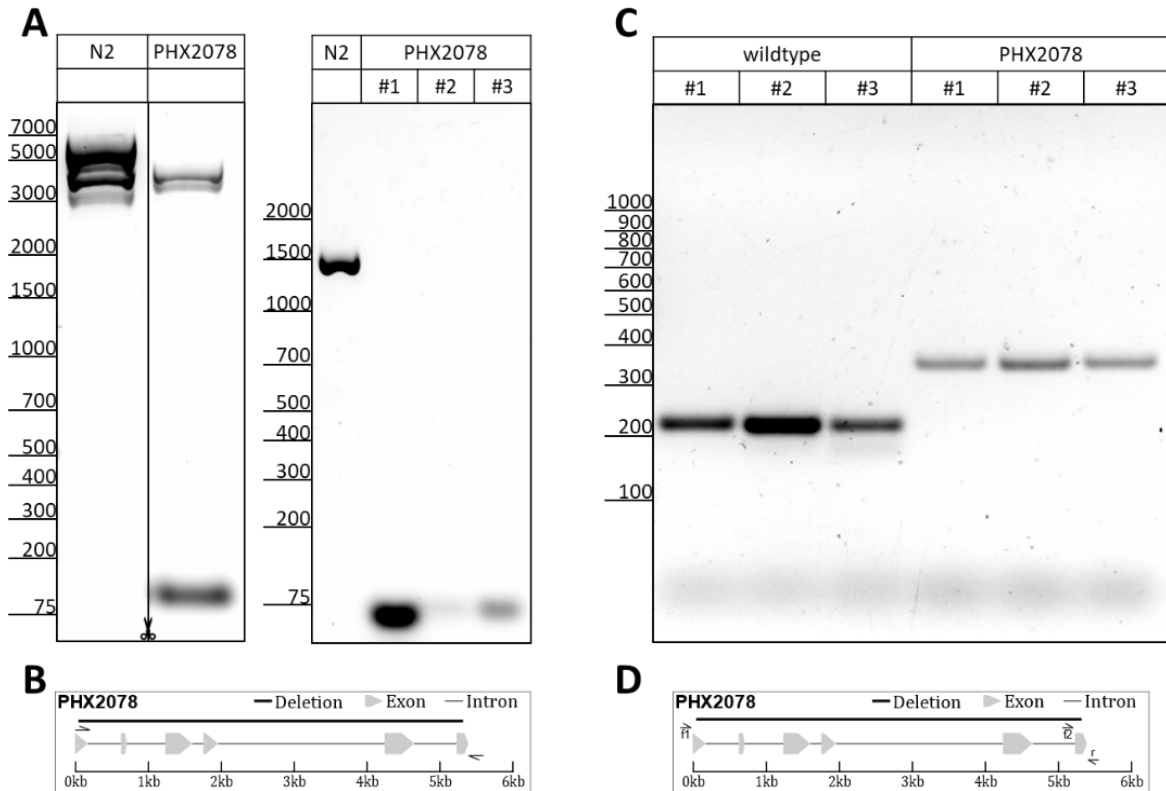 A
N2 PHX2078
7000
5000
3000
2000
1500
1000
700
500
400
300
200
75
N2 PHX2078
#1 #2 #3
2000
1500
1000
700
500
400
300
200
75
C
wildtype PHX2078
#1 #2 #3 #1 #2 #3
1000
900
800
700
600
500
400
300
200
100
B
PHX2078 Deletion Exon Intron
0kb 1kb 2kb 3kb 4kb 5kb 6kb
D
PHX2078 Deletion Exon Intron
f1 f2 r
0kb 1kb 2kb 3kb 4kb 5kb 6kb